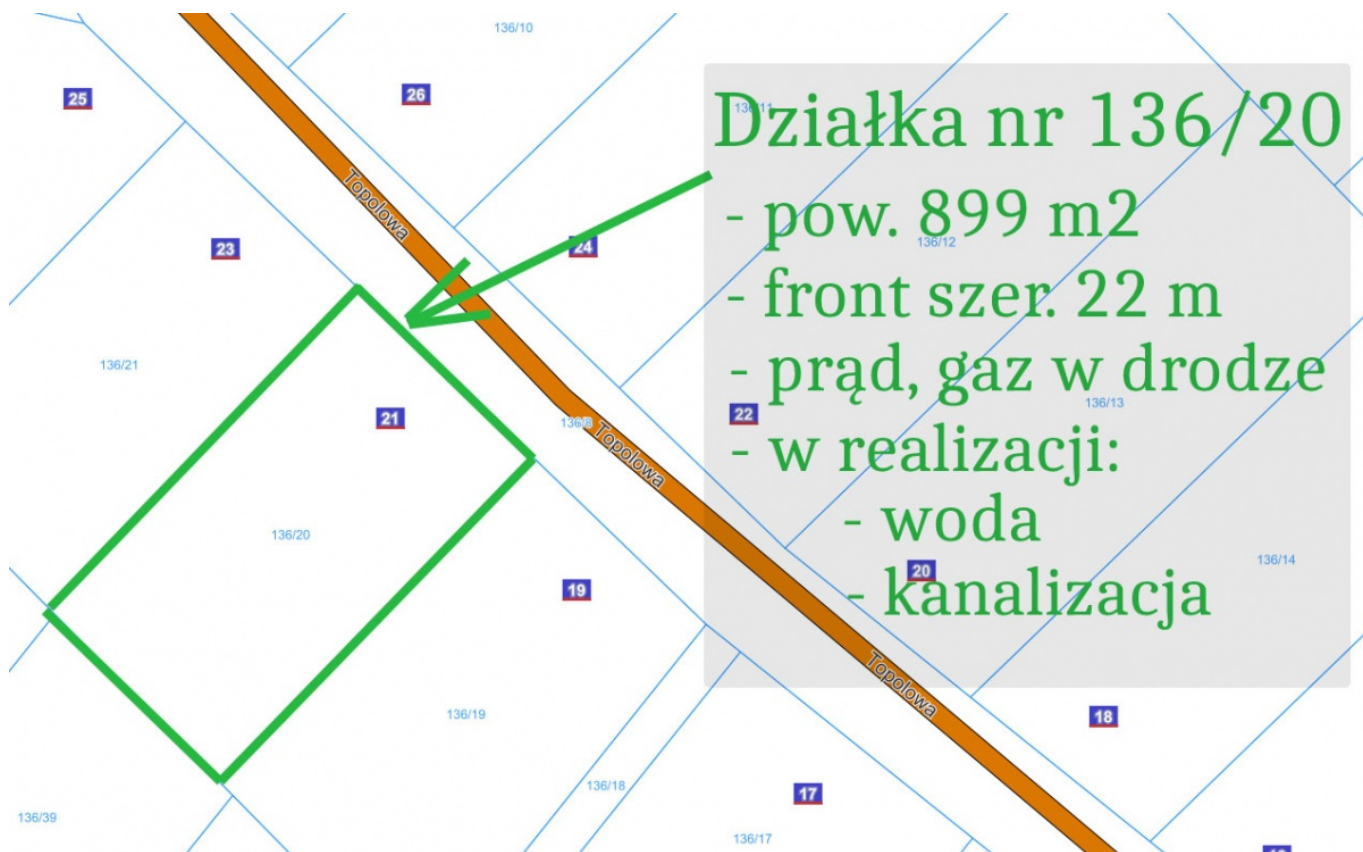 136/10
25
26
136/11
Działka nr 136/20
Topolowa
- pow. 899 m2
23
24
136/12
- front szer. 22 m
136/21
- prąd, gaz w drodze
136/13
21
22
136/8
Topolowa
- w realizacji:
136/20
- woda
136/14
20
19
- kanalizacja
Topolowa
136/19
18
136/18
17
136/39
136/17